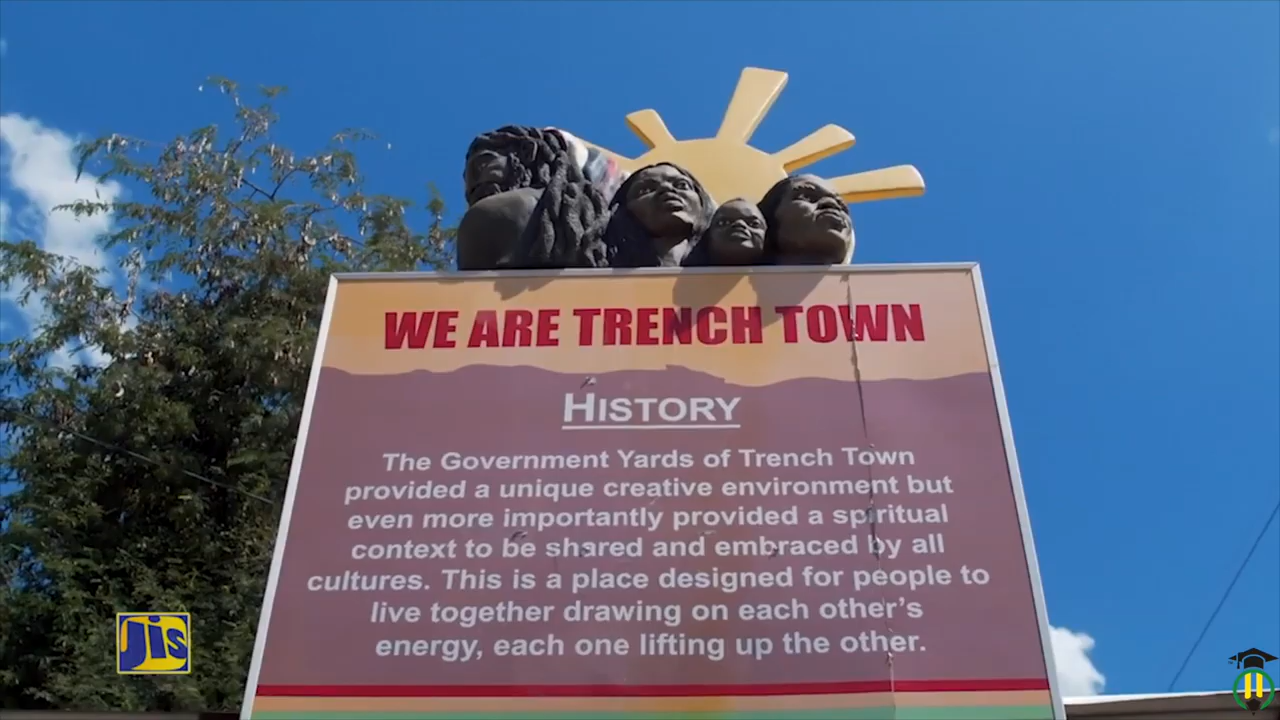 WE ARE TRENCH TOWN
HISTORY
The Government Yards of Trench Town
provided a unique creative environment but
even more importantly provided a spiritual
context to be shared and embraced by all
cultures. This is a place designed for people to
live together drawing on each other's
energy, each one lifting up the other.
JIS